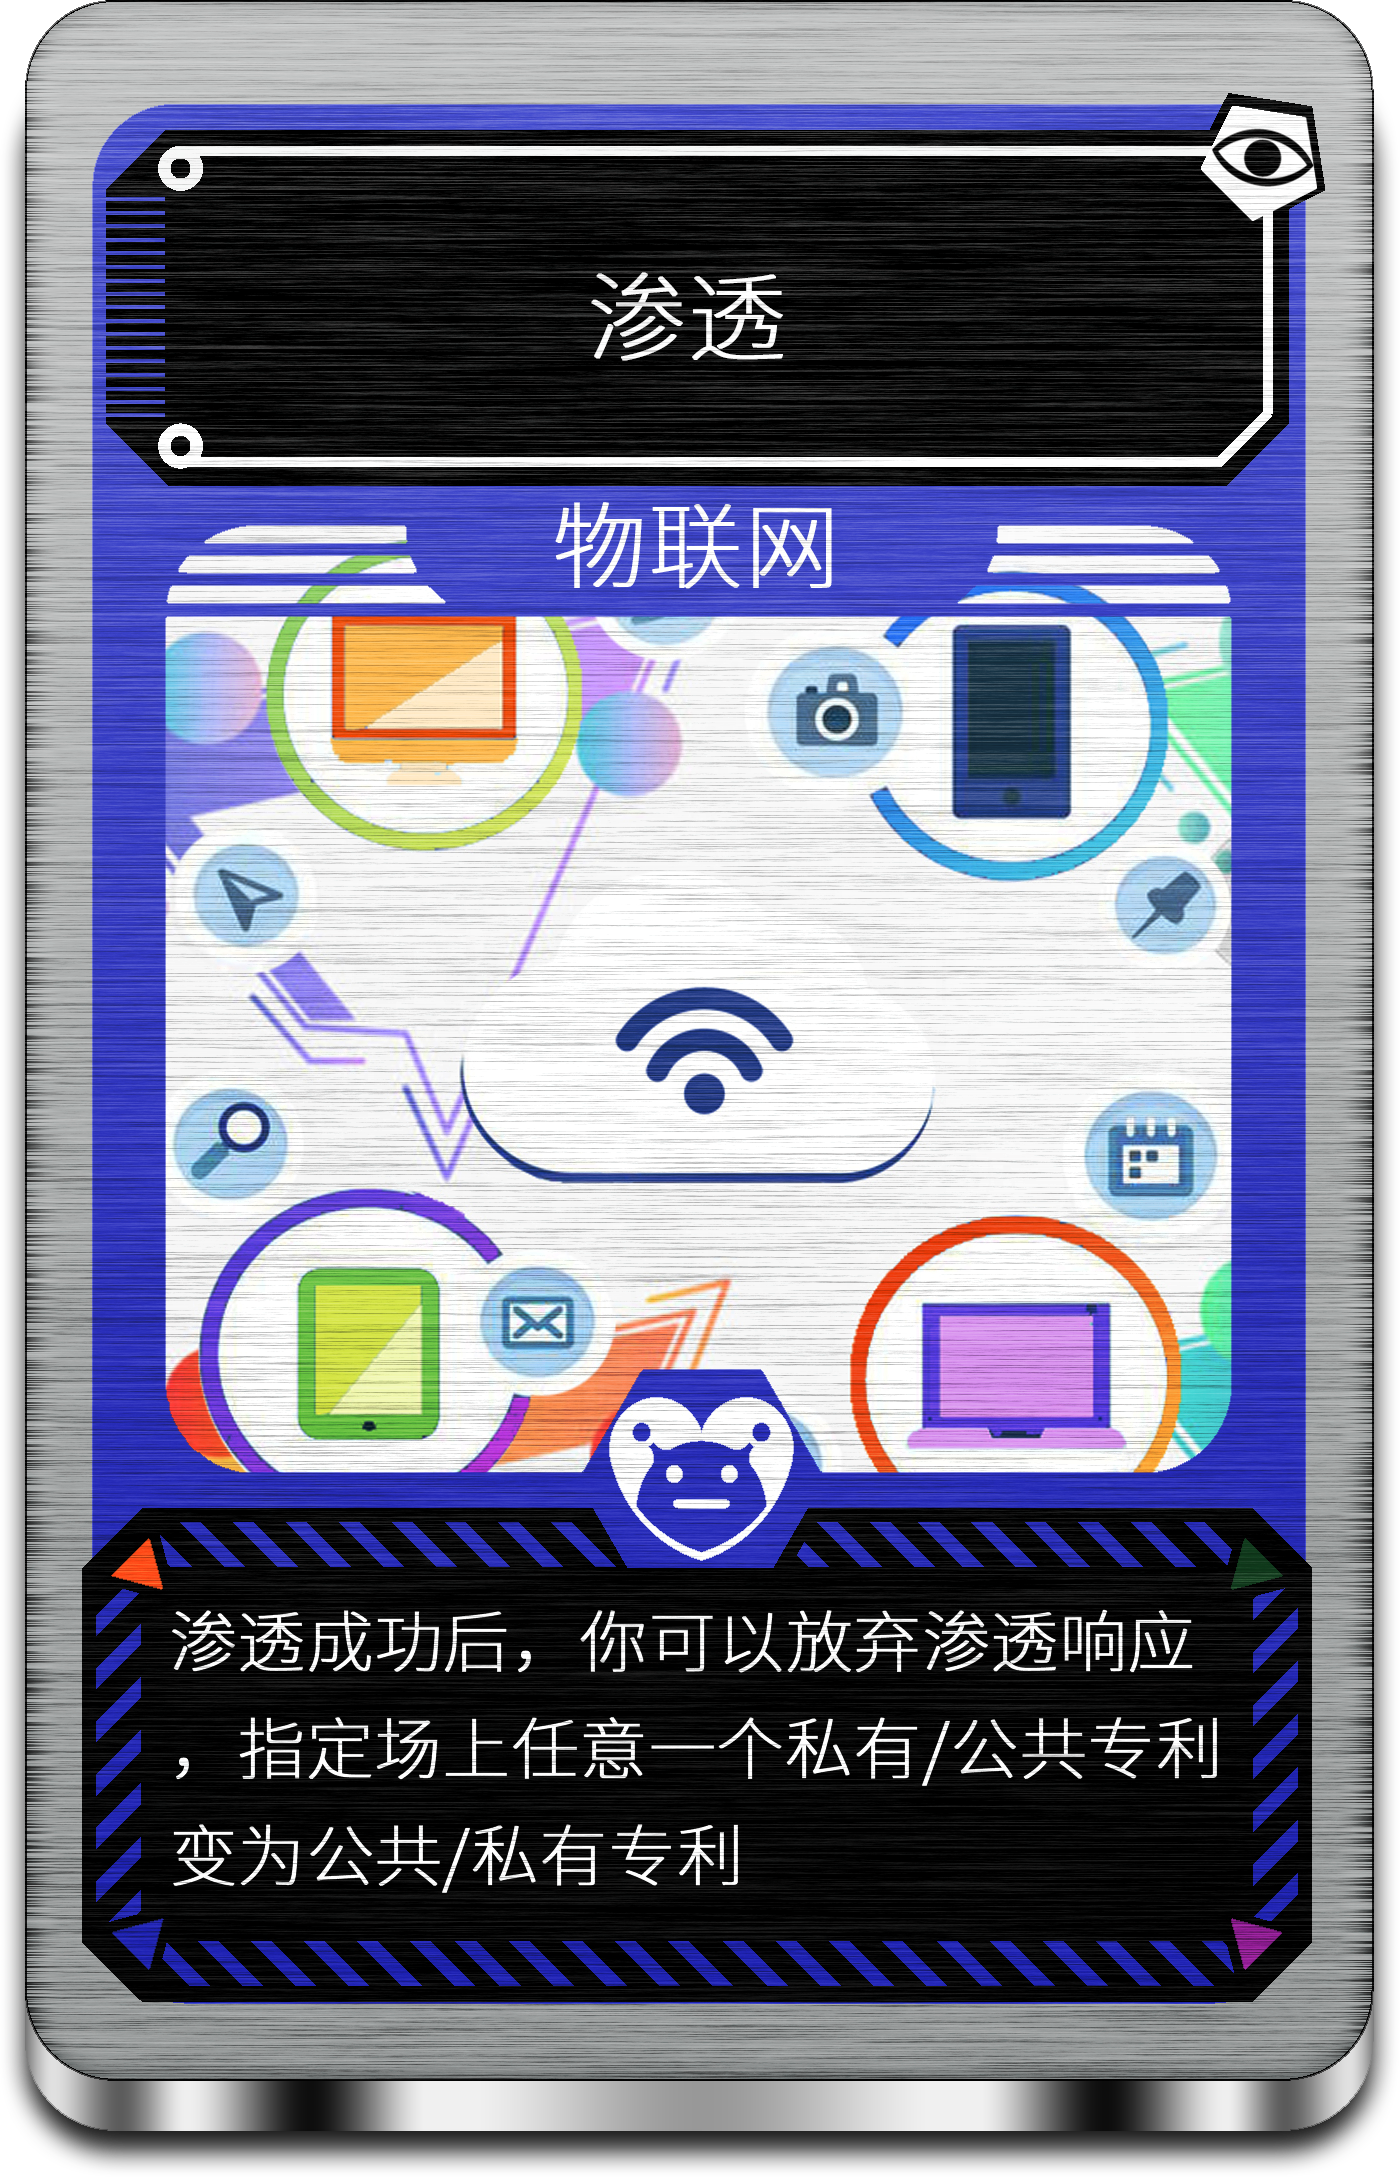 渗透
物联网
渗透成功后，你可以放弃渗透响应
，指定场上任意一个私有/公共专利
变为公共/私有专利